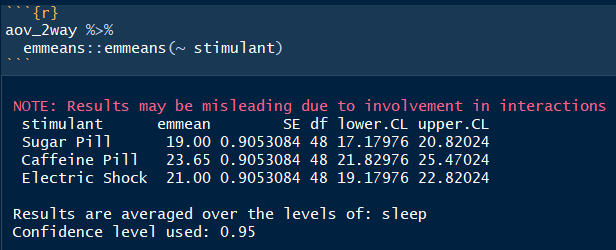 ```{r}
aov_2way %>%
  emmeans::emmeans(~ stimulant)
```
NOTE: Results may be misleading due to involvement in interactions
 stimulant      emmean        SE df lower.CL upper.CL
 Sugar Pill      19.00 0.9053084 48 17.17976 20.82024
 Caffeine Pill   23.65 0.9053084 48 21.82976 25.47024
 Electric Shock  21.00 0.9053084 48 19.17976 22.82024
Results are averaged over the levels of: sleep
Confidence level used: 0.95